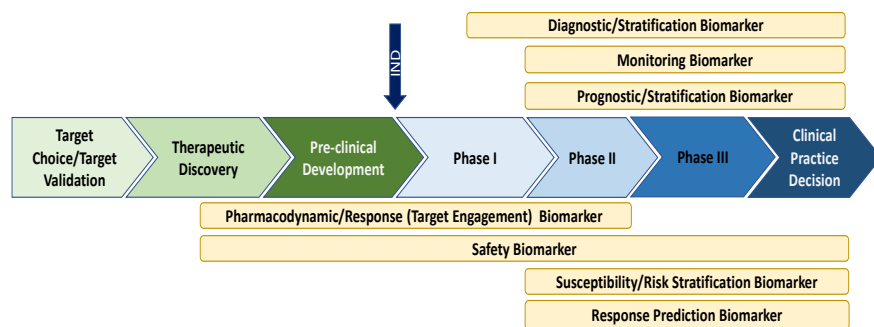 Diagnostic/Stratification Biomarker
Monitoring Biomarker
Prognostic/Stratification Biomarker
IND
Target
Choice/Target
Validation
Therapeutic
Discovery
Pre-clinical
Development
Phase I
Phase II
Phase III
Clinical
Practice
Decision
Pharmacodynamic/Response (Target Engagement) Biomarker
Safety Biomarker
Susceptibility/Risk Stratification Biomarker
Response Prediction Biomarker